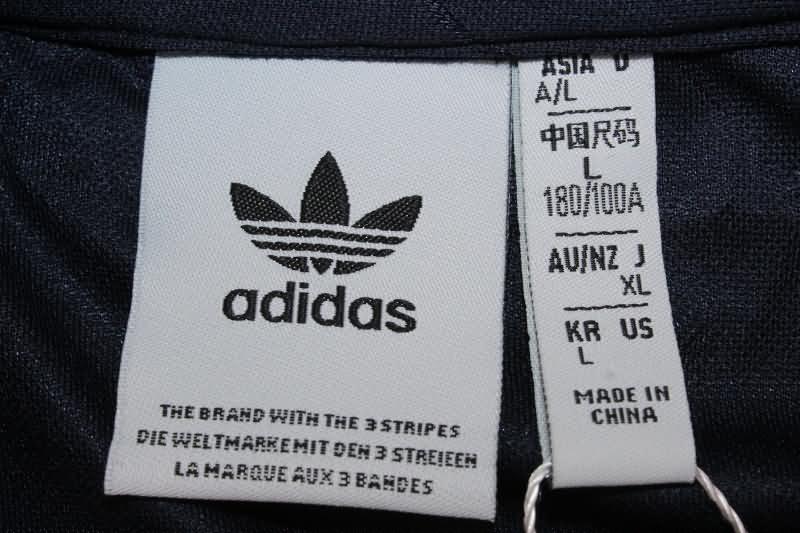 adidas
THE BRAND WITH THE 3 STRIPES
DIE WELTMARKE MIT DEN 3 STREIEEN
LA MARQUE AUX 3 BANDES
ASIA D
A/L
中国尺码
L
180/100A
AU/NZ J
XL
KR US
L
MADE IN
CHINA